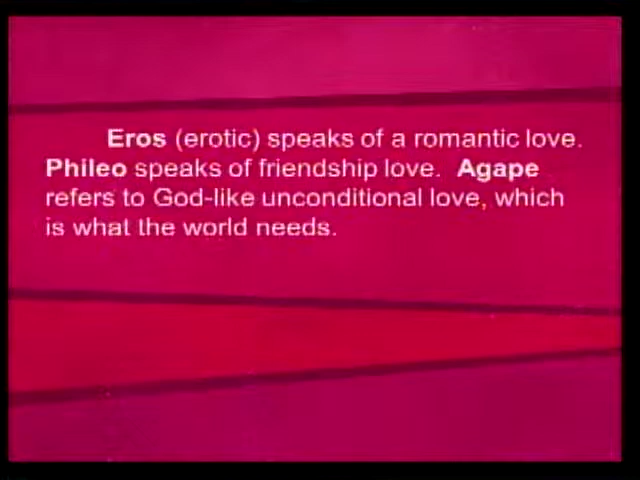 Eros (erotic) speaks of a romantic love.
Phileo speaks of friendship love. Agape
refers to God-like unconditional love, which
is what the world needs.